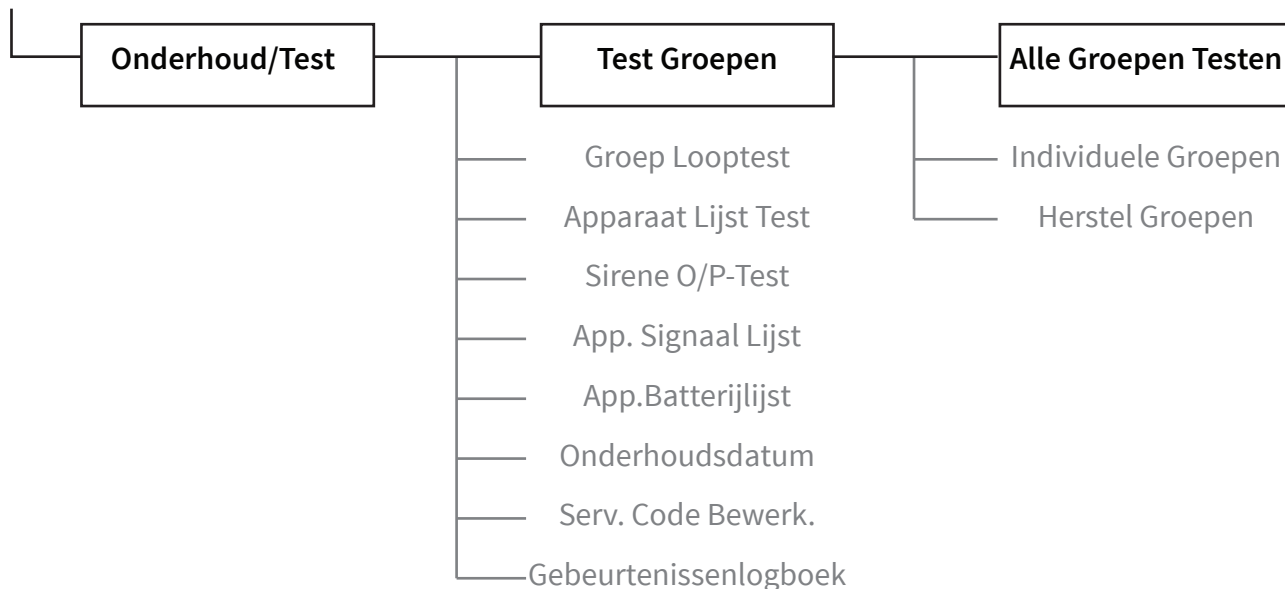 Onderhoud/Test
Test Groepen
Alle Groepen Testen
Groep Looptest
Individuele Groepen
Apparaat Lijst Test
Herstel Groepen
Sirene O/P-Test
App. Signaal Lijst
App.Batterijlijst
Onderhoudsdatum
Serv. Code Bewerk.
Gebeurtenissenlogboek